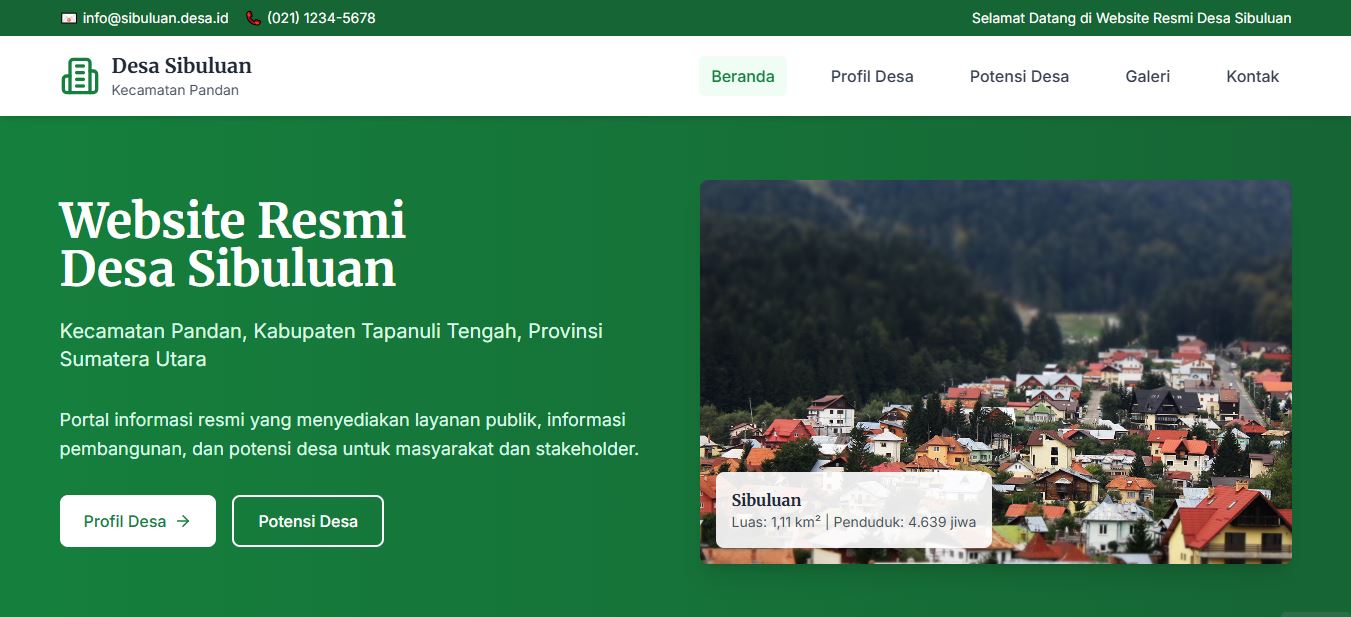 info@sibuluan.desa.id (021) 1234-5678 Selamat Datang di Website Resmi Desa Sibuluan
Desa Sibuluan
Kecamatan Pandan
Beranda Profil Desa Potensi Desa Galeri Kontak
Website Resmi
Desa Sibuluan
Kecamatan Pandan, Kabupaten Tapanuli Tengah, Provinsi
Sumatera Utara
Portal informasi resmi yang menyediakan layanan publik, informasi
pembangunan, dan potensi desa untuk masyarakat dan stakeholder.
Profil Desa → Potensi Desa
Sibuluan
Luas: 1,11 km² | Penduduk: 4.639 jiwa